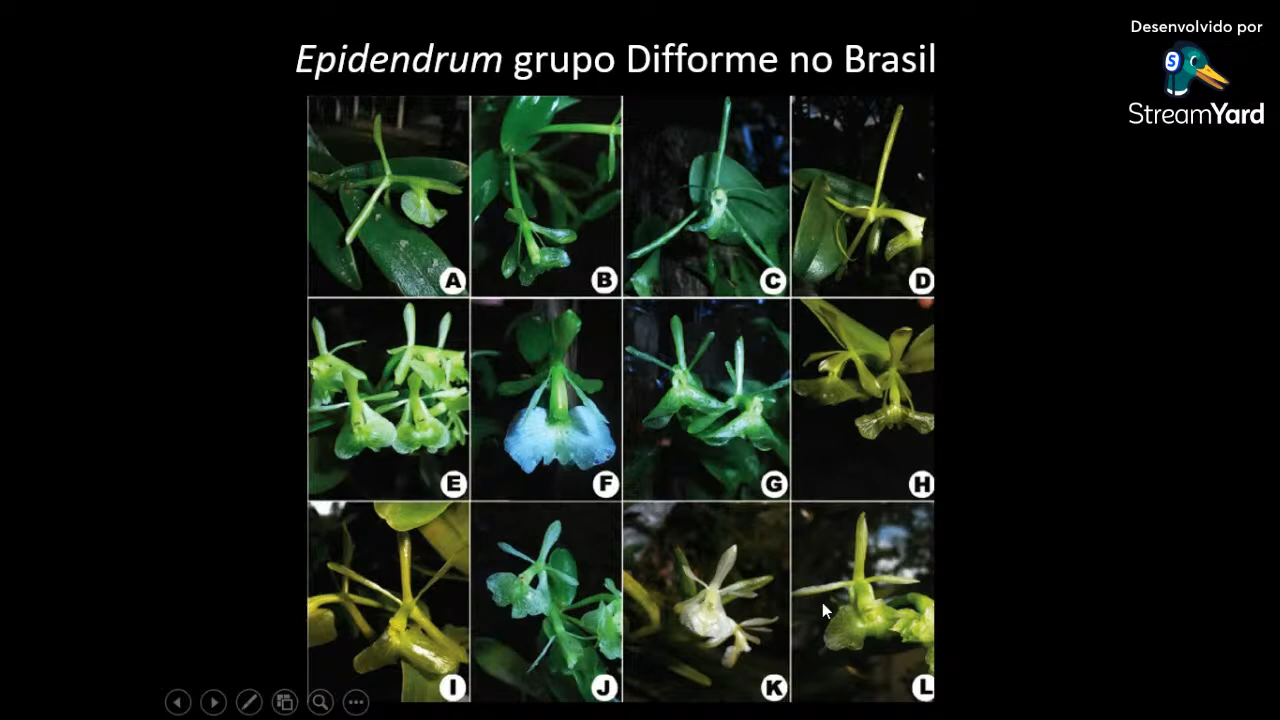 Epidendrum grupo Difforme no Brasil
Desenvolvido por
S
StreamYard
A
B
C
D
E
F
G
H
I
J
K
L